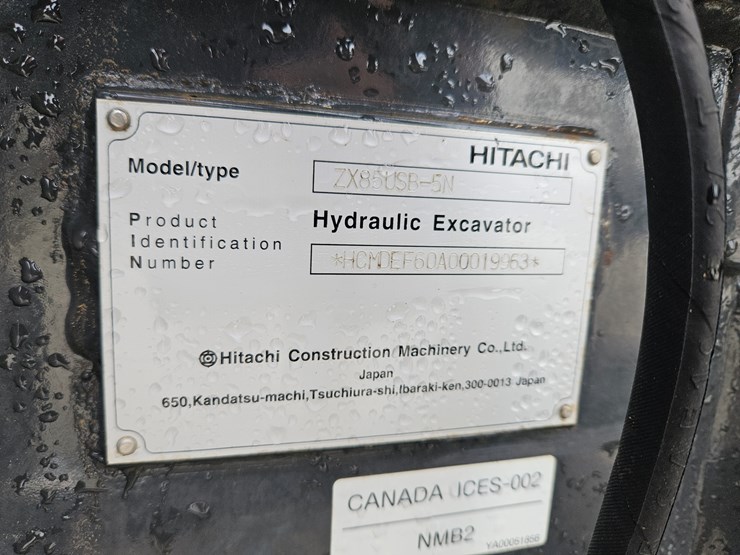 HITACHI
Model/type ZX85USB-5N
Hydraulic Excavator
Product
Identification
Number
©Hitachi Construction Machinery Co.,Ltd.
Japan
650,Kandatsu-machi,Tsuchiura-shi,Ibaraki-ken,300-0013 Japan
CANADA ICES-002
NMB2